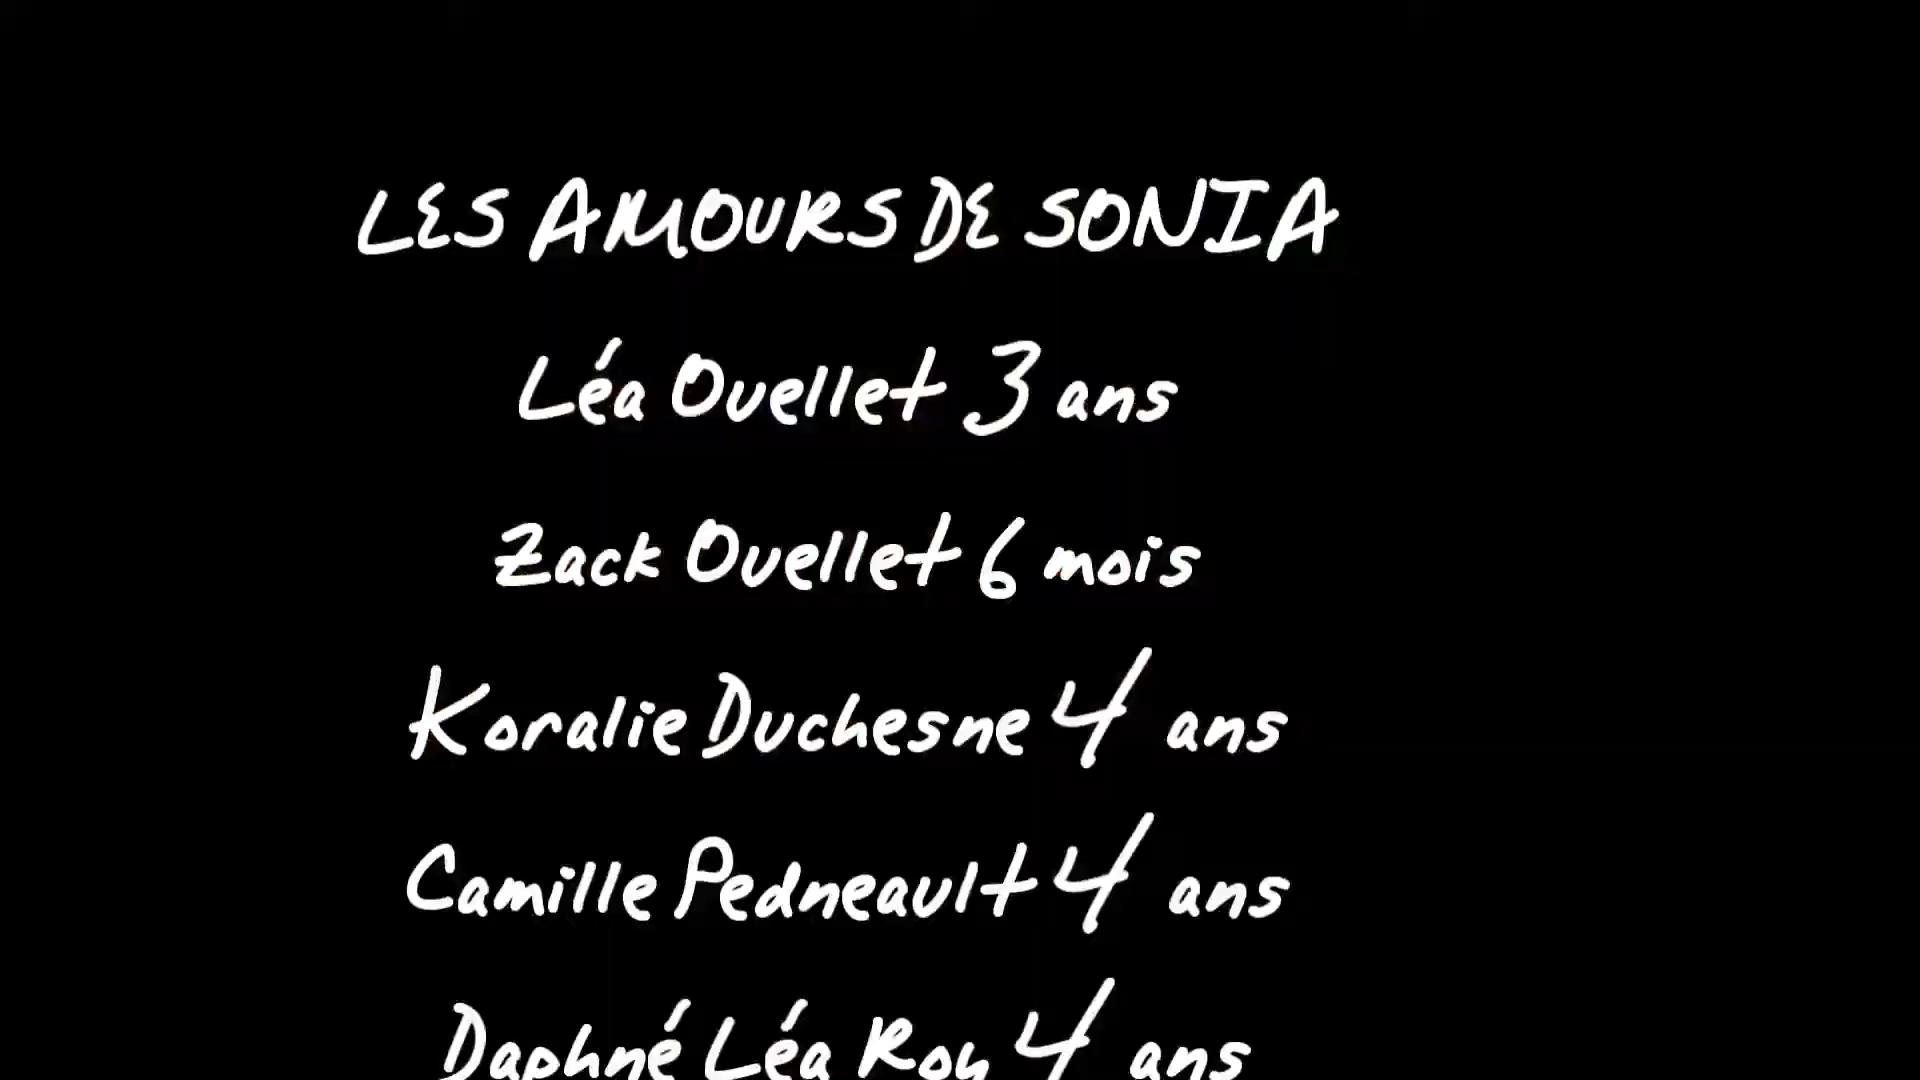 LES AMOURS DE SONIA
Léa Ouellet 3 ans
Zack Ouellet 6 mois
Koralie Duchesne 4 ans
Camille Pedneault 4 ans
Daphné Léa Roy 4 ans